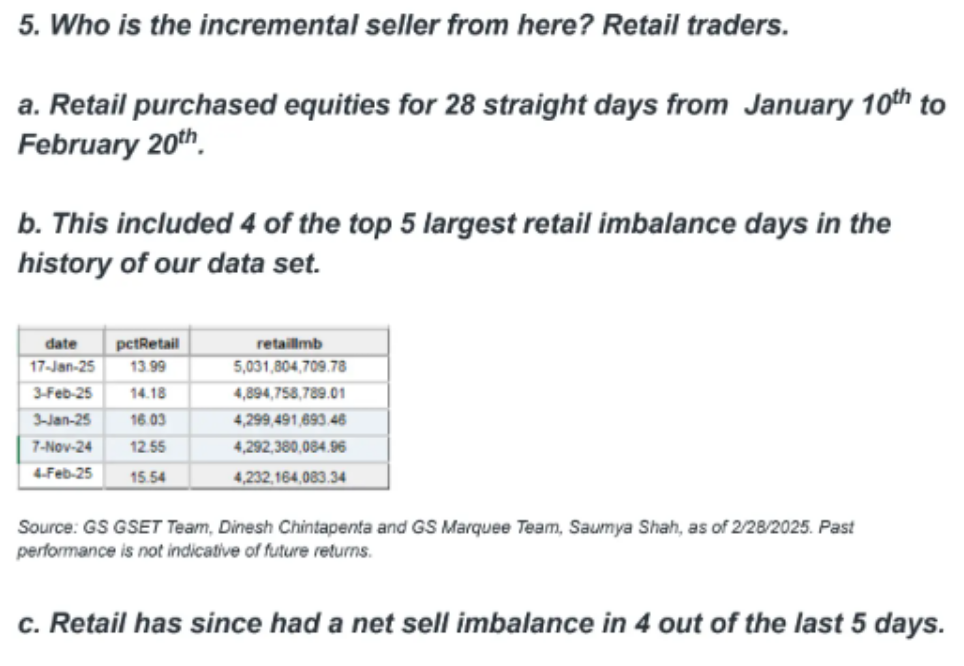 5. Who is the incremental seller from here? Retail traders.
a. Retail purchased equities for 28 straight days from January 10th to
February 20th.
b. This included 4 of the top 5 largest retail imbalance days in the
history of our data set.
date pctRetail retailImb
17-Jan-25 13.99 5,031,804,709.78
3-Feb-25 14.18 4,894,758,789.01
3-Jan-25 16.03 4,299,491,693.46
7-Nov-24 12.55 4,292,380,084.96
4-Feb-25 15.54 4,232,164,083.34
Source: GS GSET Team, Dinesh Chintapenta and GS Marquee Team, Saumya Shah, as of 2/28/2025. Past
performance is not indicative of future returns.
c. Retail has since had a net sell imbalance in 4 out of the last 5 days.